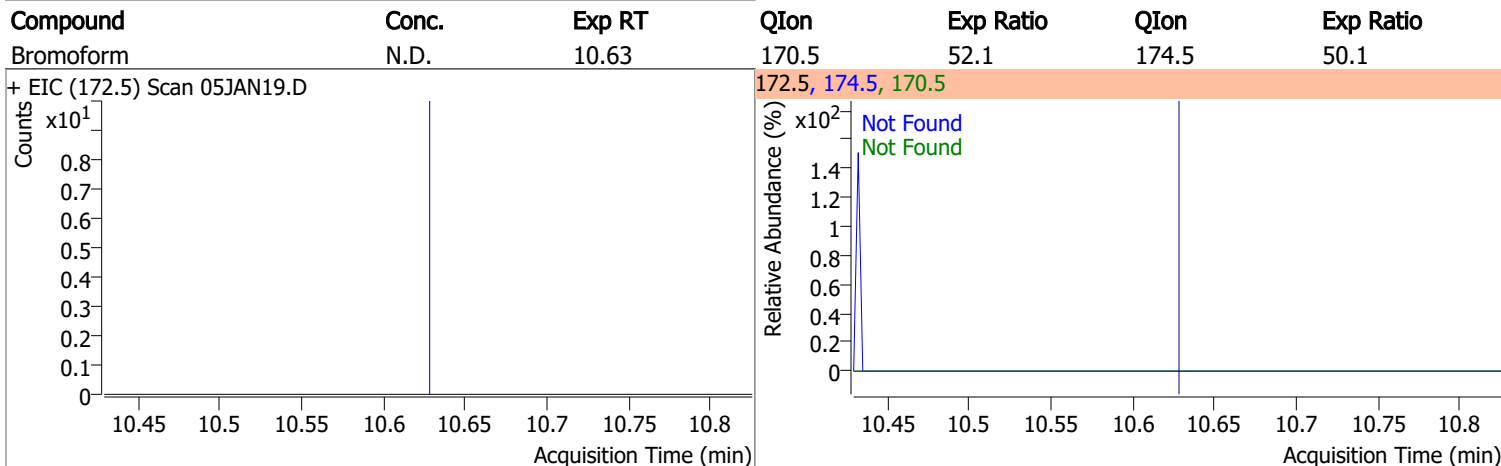 Compound Conc. Exp RT QIon Exp Ratio QIon Exp Ratio
Bromoform N.D. 10.63 170.5 52.1 174.5 50.1
+ EIC (172.5) Scan 05JAN19.D
Counts
x10¹
0.8
0.7
0.6
0.5
0.4
0.3
0.2
0.1
0
10.45 10.5 10.55 10.6 10.65 10.7 10.75 10.8
Acquisition Time (min)
172.5, 174.5, 170.5
Relative Abundance (%)
x10²
Not Found
Not Found
1.4
1.2
1
0.8
0.6
0.4
0.2
0
10.45 10.5 10.55 10.6 10.65 10.7 10.75 10.8
Acquisition Time (min)